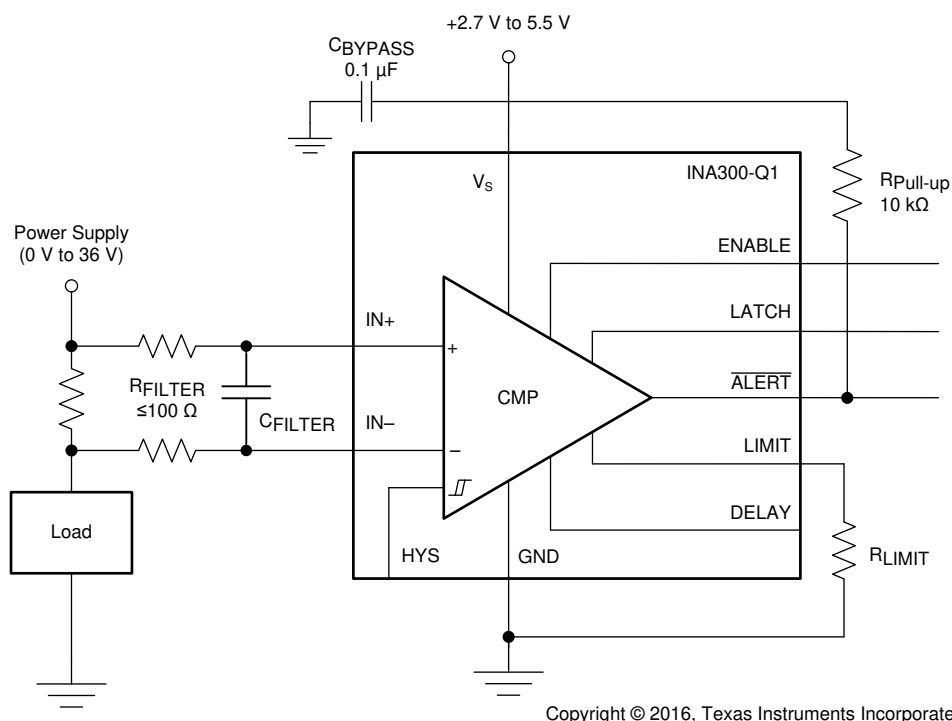 +2.7 V to 5.5 V
CBYPASS
0.1 µF
INA300-Q1
VS
RPull-up
10 kΩ
Power Supply
(0 V to 36 V)
ENABLE
IN+
LATCH
+
RFILTER
≤100 Ω
CFILTER
CMP
ALERT
IN−
−
LIMIT
Load
DELAY
HYS
GND
RLIMIT
Copyright © 2016, Texas Instruments Incorporate